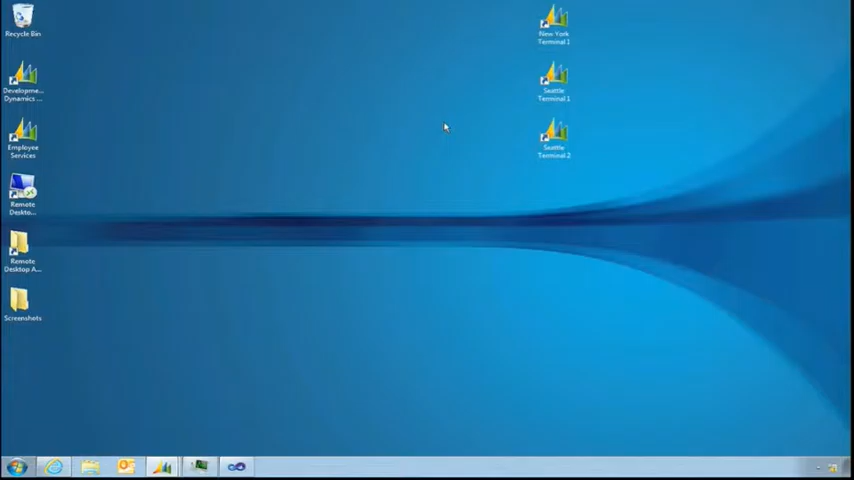 Recycle Bin
Developme...
Dynamics ...
Employee
Services
Remote
Deskto...
Remote
Desktop A...
Screenshots
New York
Terminal 1
Seattle
Terminal 1
Seattle
Terminal 2